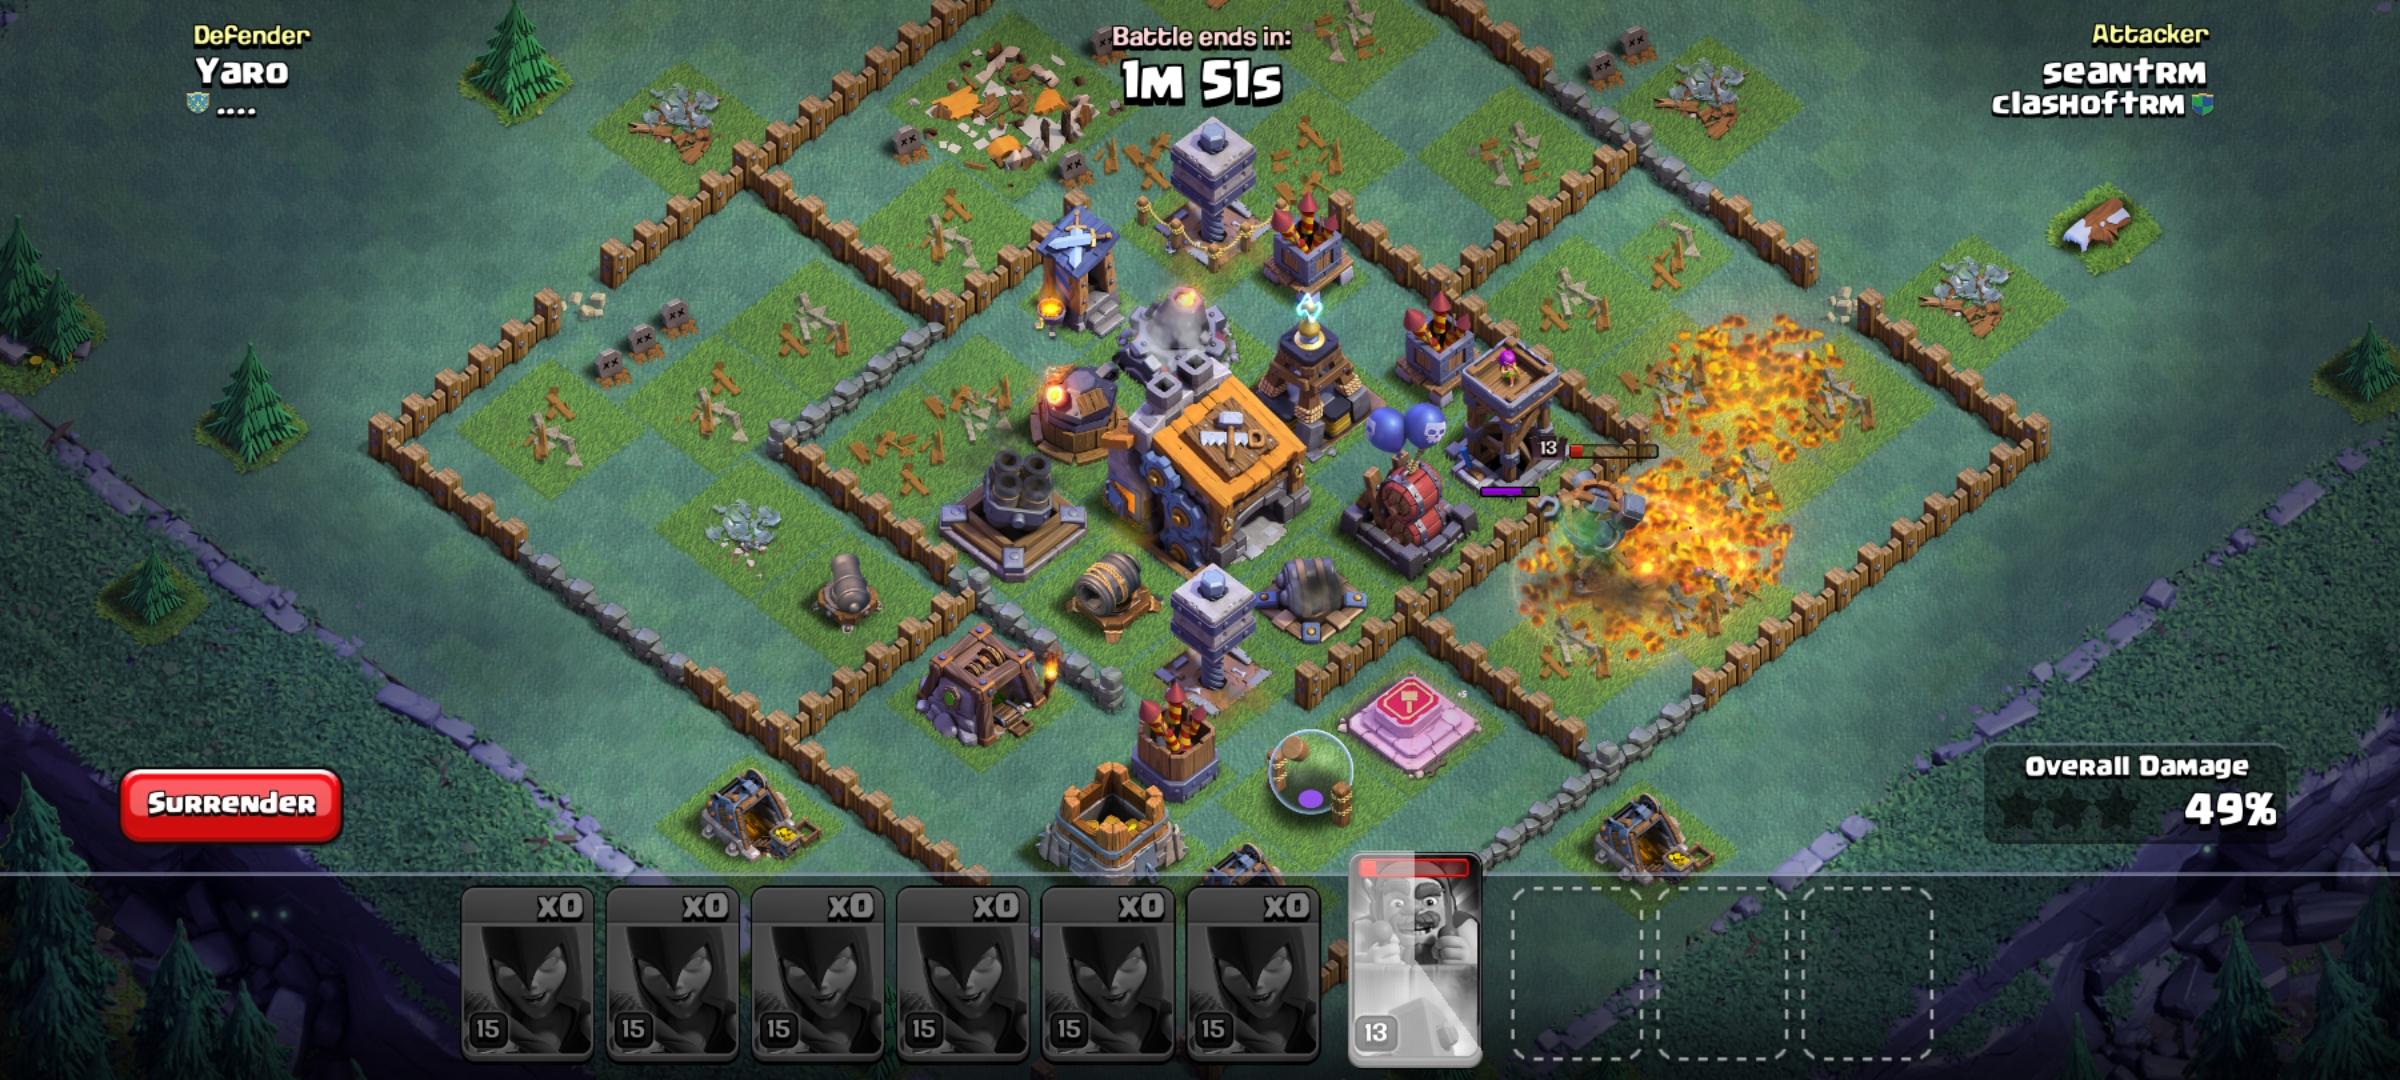 Defender
Yaro
....
Battle ends in:
1m 51s
Attacker
seantrm
clashoftrm
13
Surrender
Overall Damage
49%
x0
x0
x0
x0
x0
x0
15
15
15
15
15
15
13